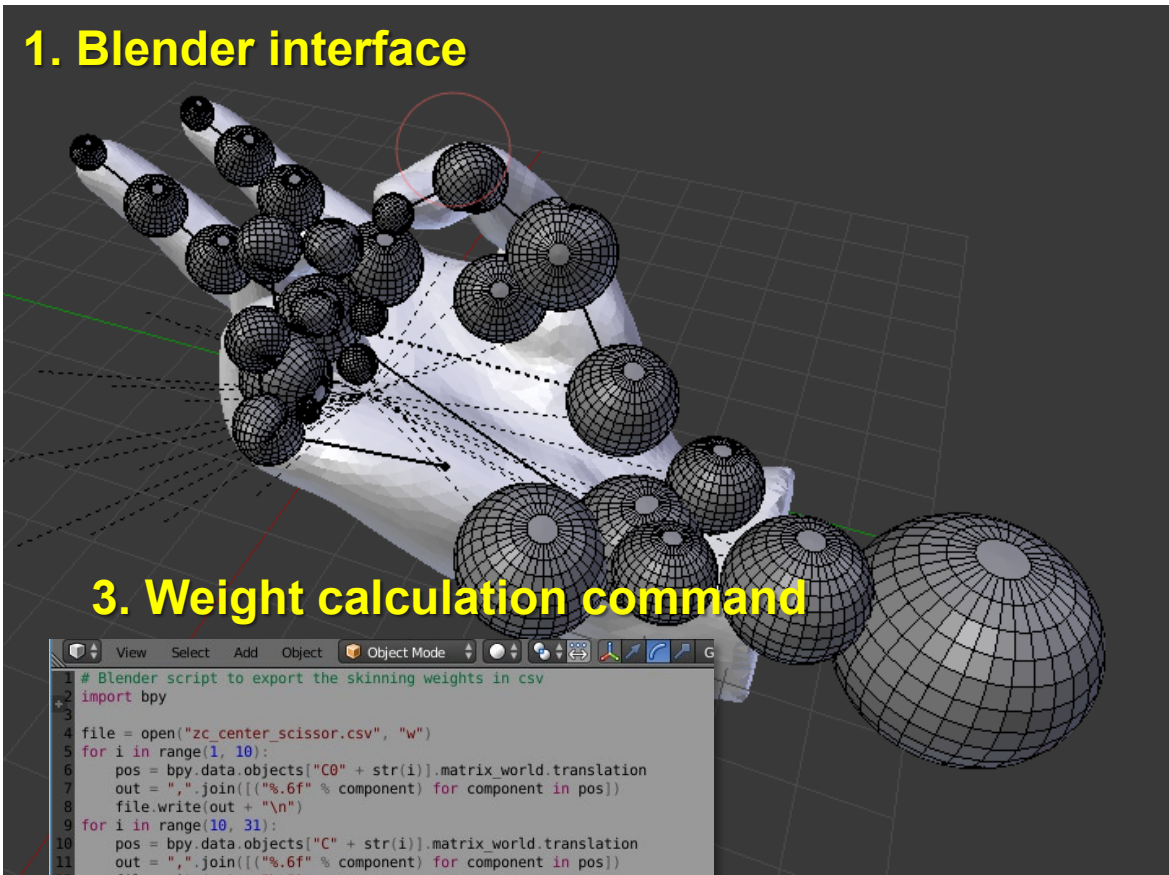 1. Blender interface
3. Weight calculation command
View Select Add Object Object Mode G
1 # Blender script to export the skinning weights in csv
2 import bpy
3
4 file = open("zc_center_scissor.csv", "w")
5 for i in range(1, 10):
6     pos = bpy.data.objects["C0" + str(i)].matrix_world.translation
7     out = ",".join([("%.6f" % component) for component in pos])
8     file.write(out + "\n")
9 for i in range(10, 31):
10     pos = bpy.data.objects["C" + str(i)].matrix_world.translation
11     out = ",".join([("%.6f" % component) for component in pos])